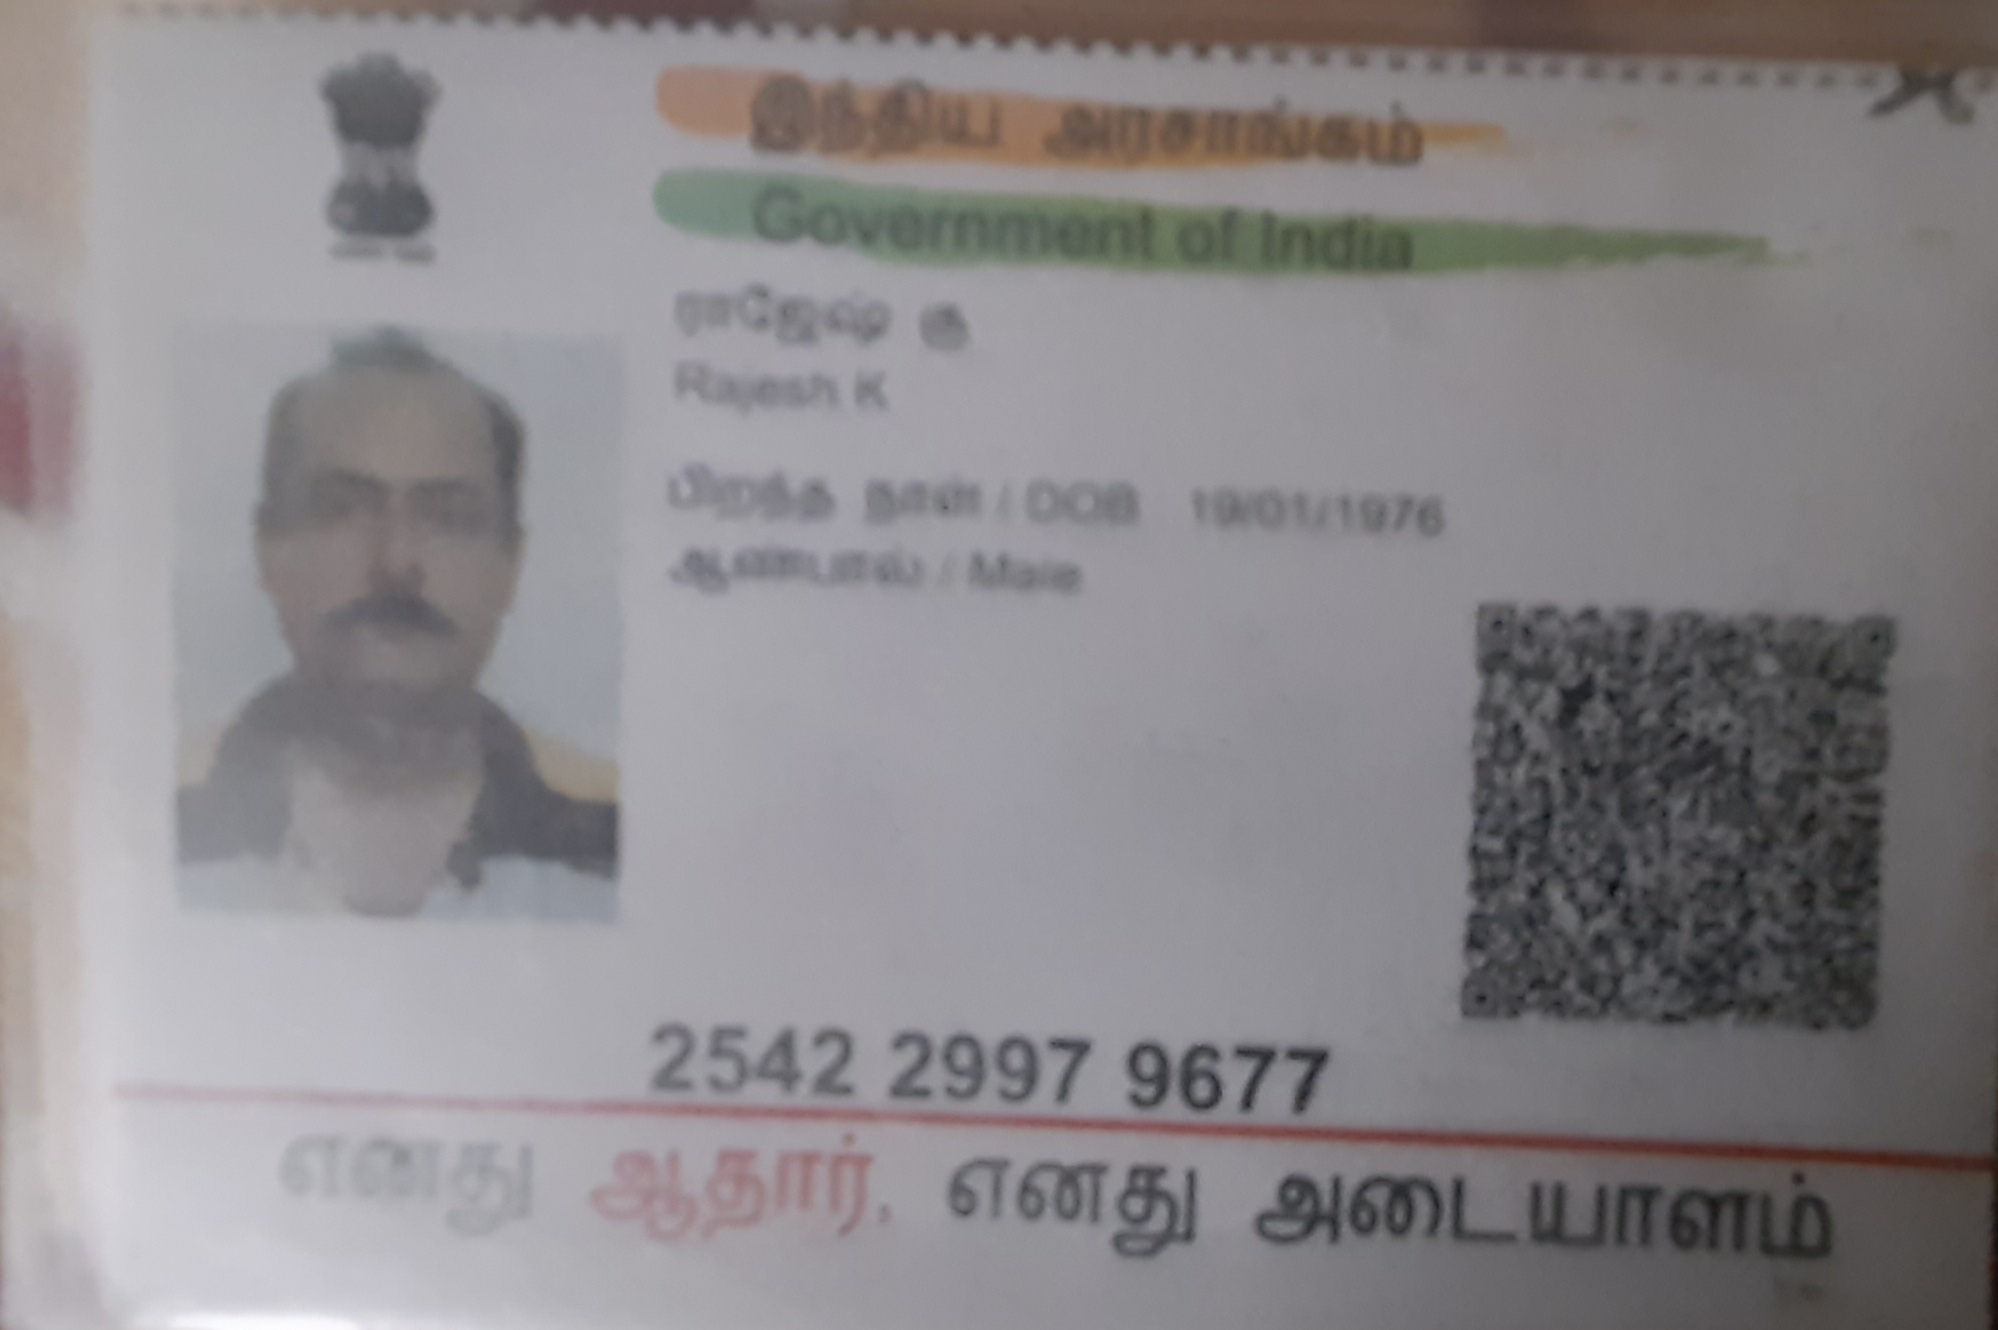 இந்திய அரசாங்கம்
Government of India
ராஜேஷ் கு
Rajesh K
பிறந்த நாள் / DOB 19/01/1976
ஆண்பால் / Male
2542 2997 9677
எனது ஆதார், எனது அடையாளம்